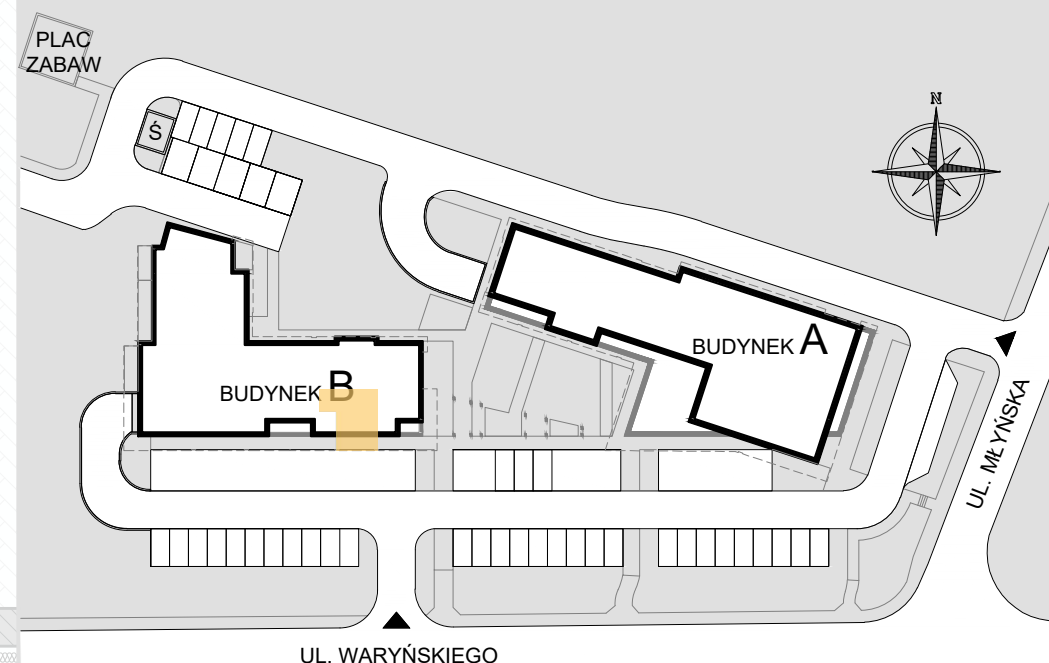 PLAC
ZABAW
Ś
N
BUDYNEK A
BUDYNEK B
UL. MŁYŃSKA
UL. WARYŃSKIEGO